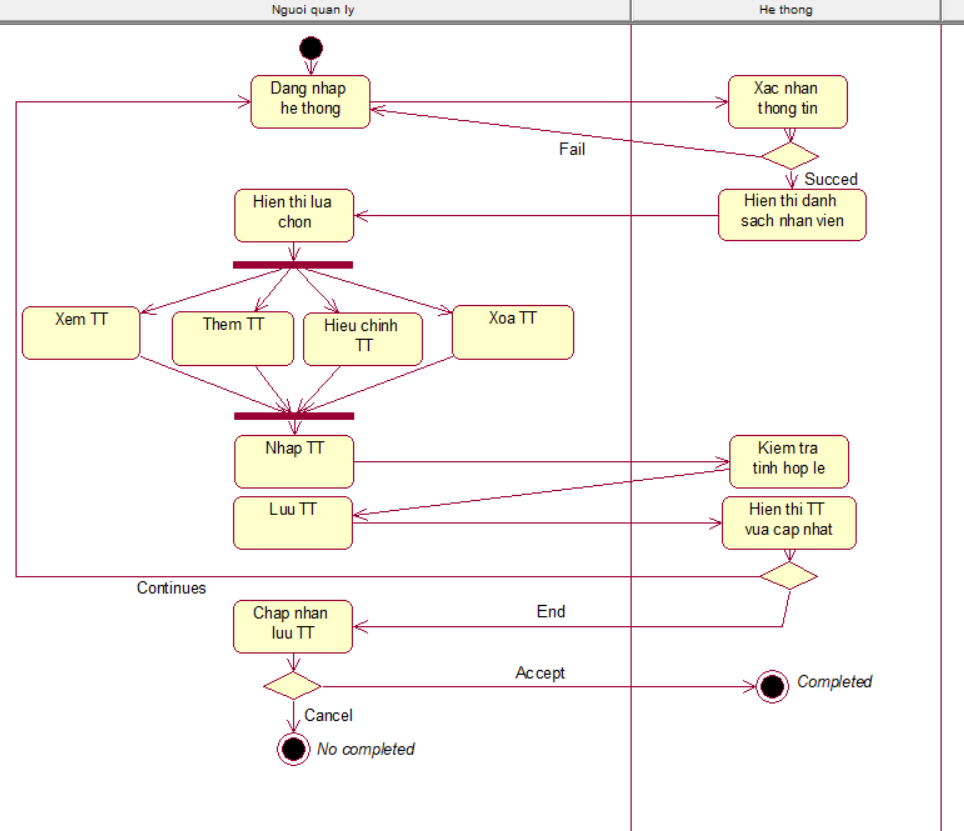 Nguoi quan ly
He thong
Dang nhap
he thong
Xac nhan
thong tin
Fail
Succed
Hien thi lua
chon
Hien thi danh
sach nhan vien
Xem TT
Them TT
Hieu chinh
TT
Xoa TT
Nhap TT
Kiem tra
tinh hop le
Luu TT
Hien thi TT
vua cap nhat
Continues
Chap nhan
luu TT
End
Accept
Completed
Cancel
No completed